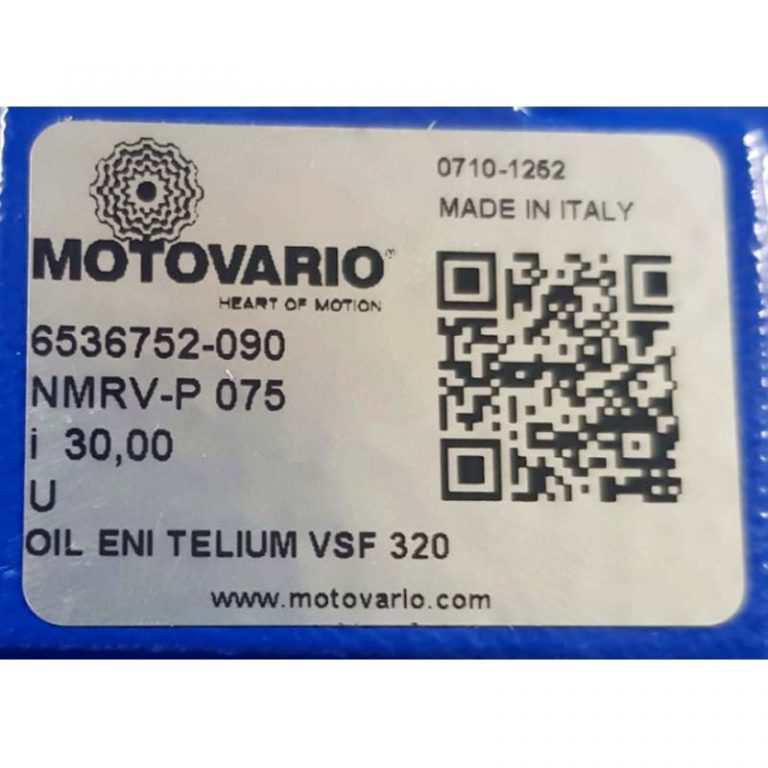 0710-1252
MADE IN ITALY
MOTOVARIO®
HEART OF MOTION
6536752-090
NMRV-P 075
i 30,00
U
OIL ENI TELIUM VSF 320
www.motovario.com